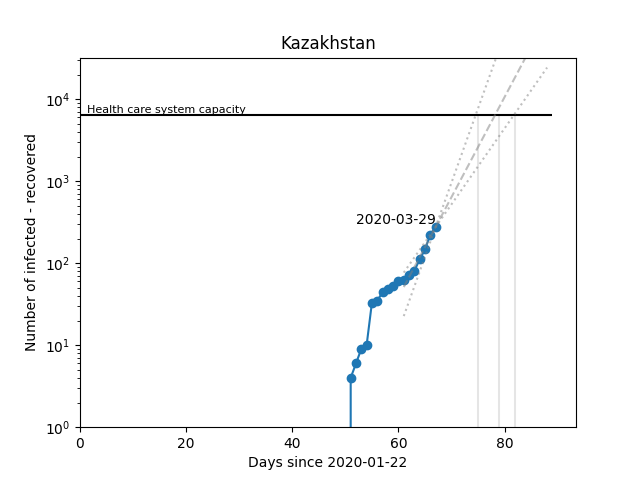 Kazakhstan
Number of infected - recovered
10^4
10^3
10^2
10^1
10^0
Health care system capacity
2020-03-29
0 20 40 60 80
Days since 2020-01-22